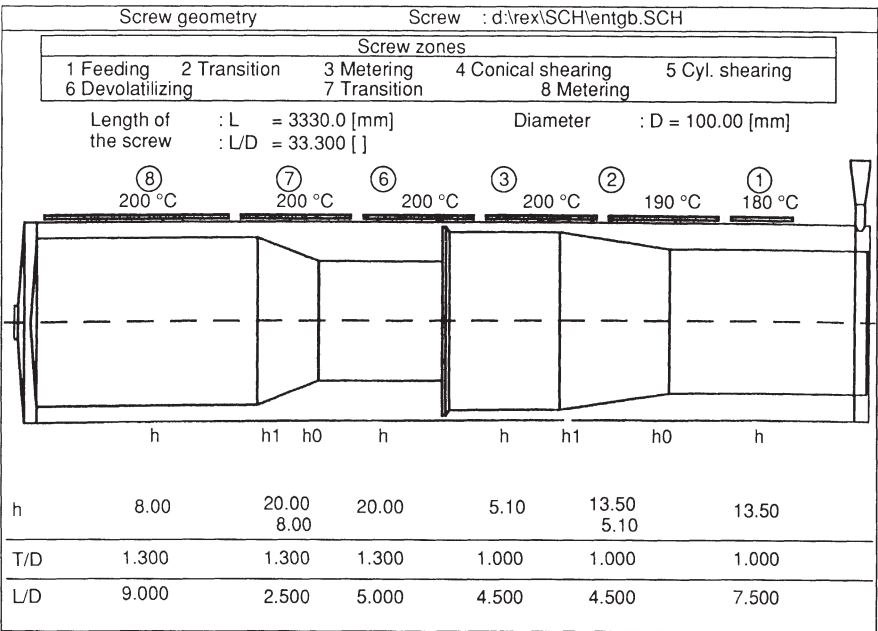 Screw geometry Screw : d:\rex\SCH\entgb.SCH
Screw zones
1 Feeding 2 Transition 3 Metering 4 Conical shearing 5 Cyl. shearing
6 Devolatilizing 7 Transition 8 Metering
Length of : L = 3330.0 [mm] Diameter : D = 100.00 [mm]
the screw : L/D = 33.300 [ ]
8 7 6 3 2 1
200 °C 200 °C 200 °C 200 °C 190 °C 180 °C
h h1 h0 h h h1 h0 h
h 8.00 20.00 20.00 5.10 13.50 13.50
8.00 5.10
T/D 1.300 1.300 1.300 1.000 1.000 1.000
L/D 9.000 2.500 5.000 4.500 4.500 7.500